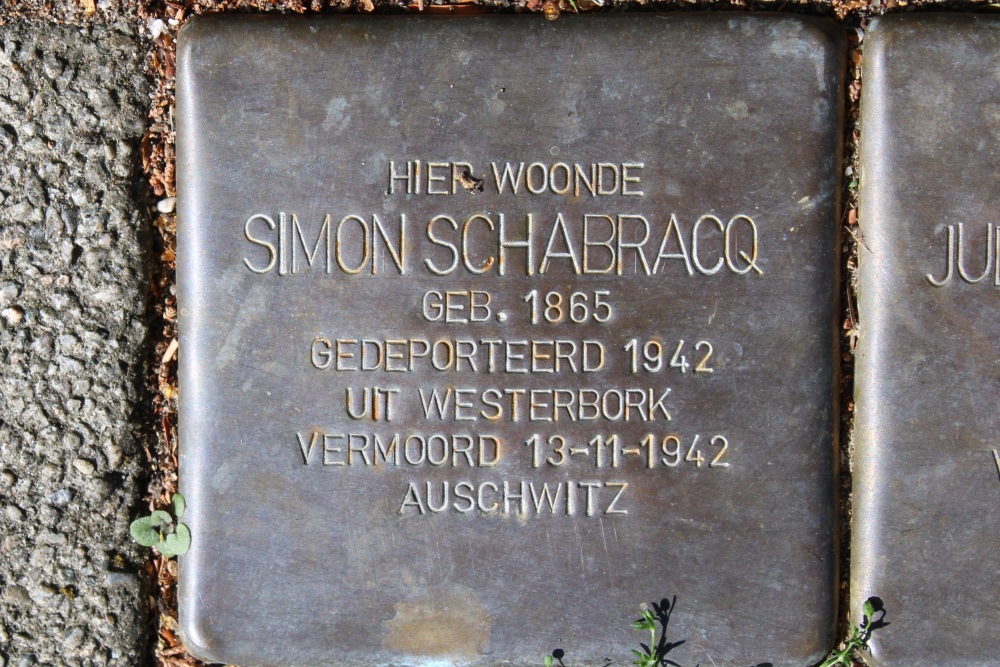 HIER WOONDE
SIMON SCHABRACQ
GEB. 1865
GEDEPORTEERD 1942
UIT WESTERBORK
VERMOORD 13-11-1942
AUSCHWITZ